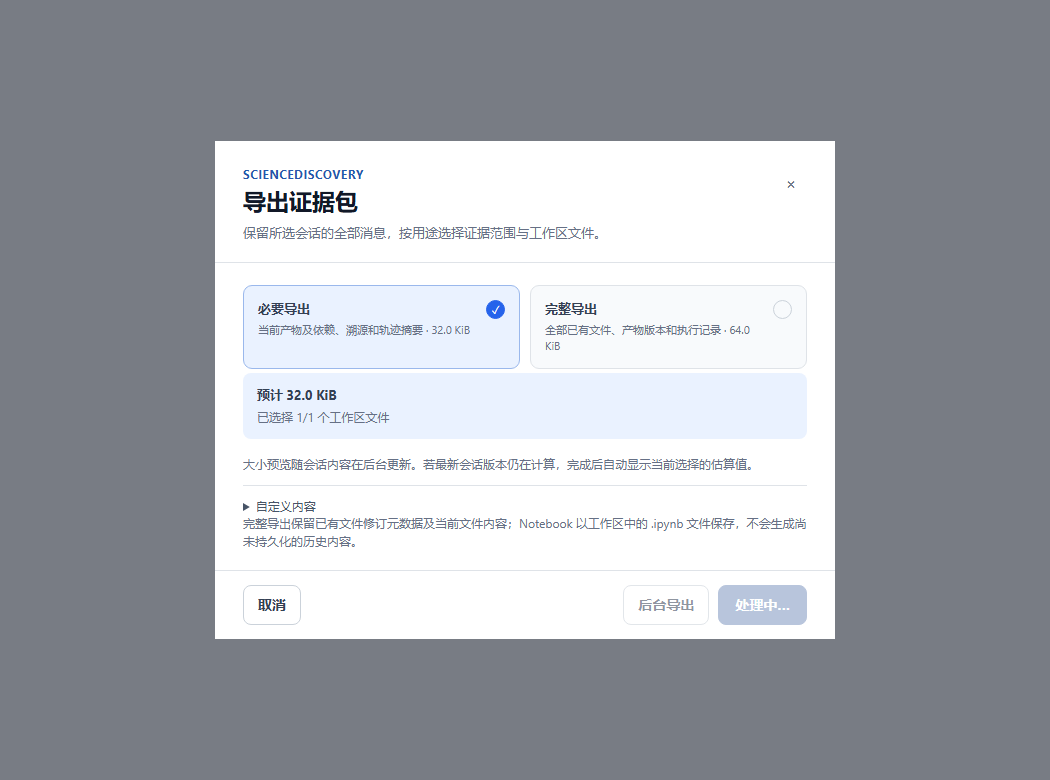 SCIENCEDISCOVERY
×
导出证据包
保留所选会话的全部消息，按用途选择证据范围与工作区文件。
必要导出
当前产物及依赖、溯源和轨迹摘要 · 32.0 KiB
完整导出
全部已有文件、产物版本和执行记录 · 64.0
KiB
预计 32.0 KiB
已选择 1/1 个工作区文件
大小预览随会话内容在后台更新。若最新会话版本仍在计算，完成后自动显示当前选择的估算值。
自定义内容
完整导出保留已有文件修订元数据及当前文件内容；Notebook 以工作区中的 .ipynb 文件保存，不会生成尚
未持久化的历史内容。
取消
后台导出
处理中...